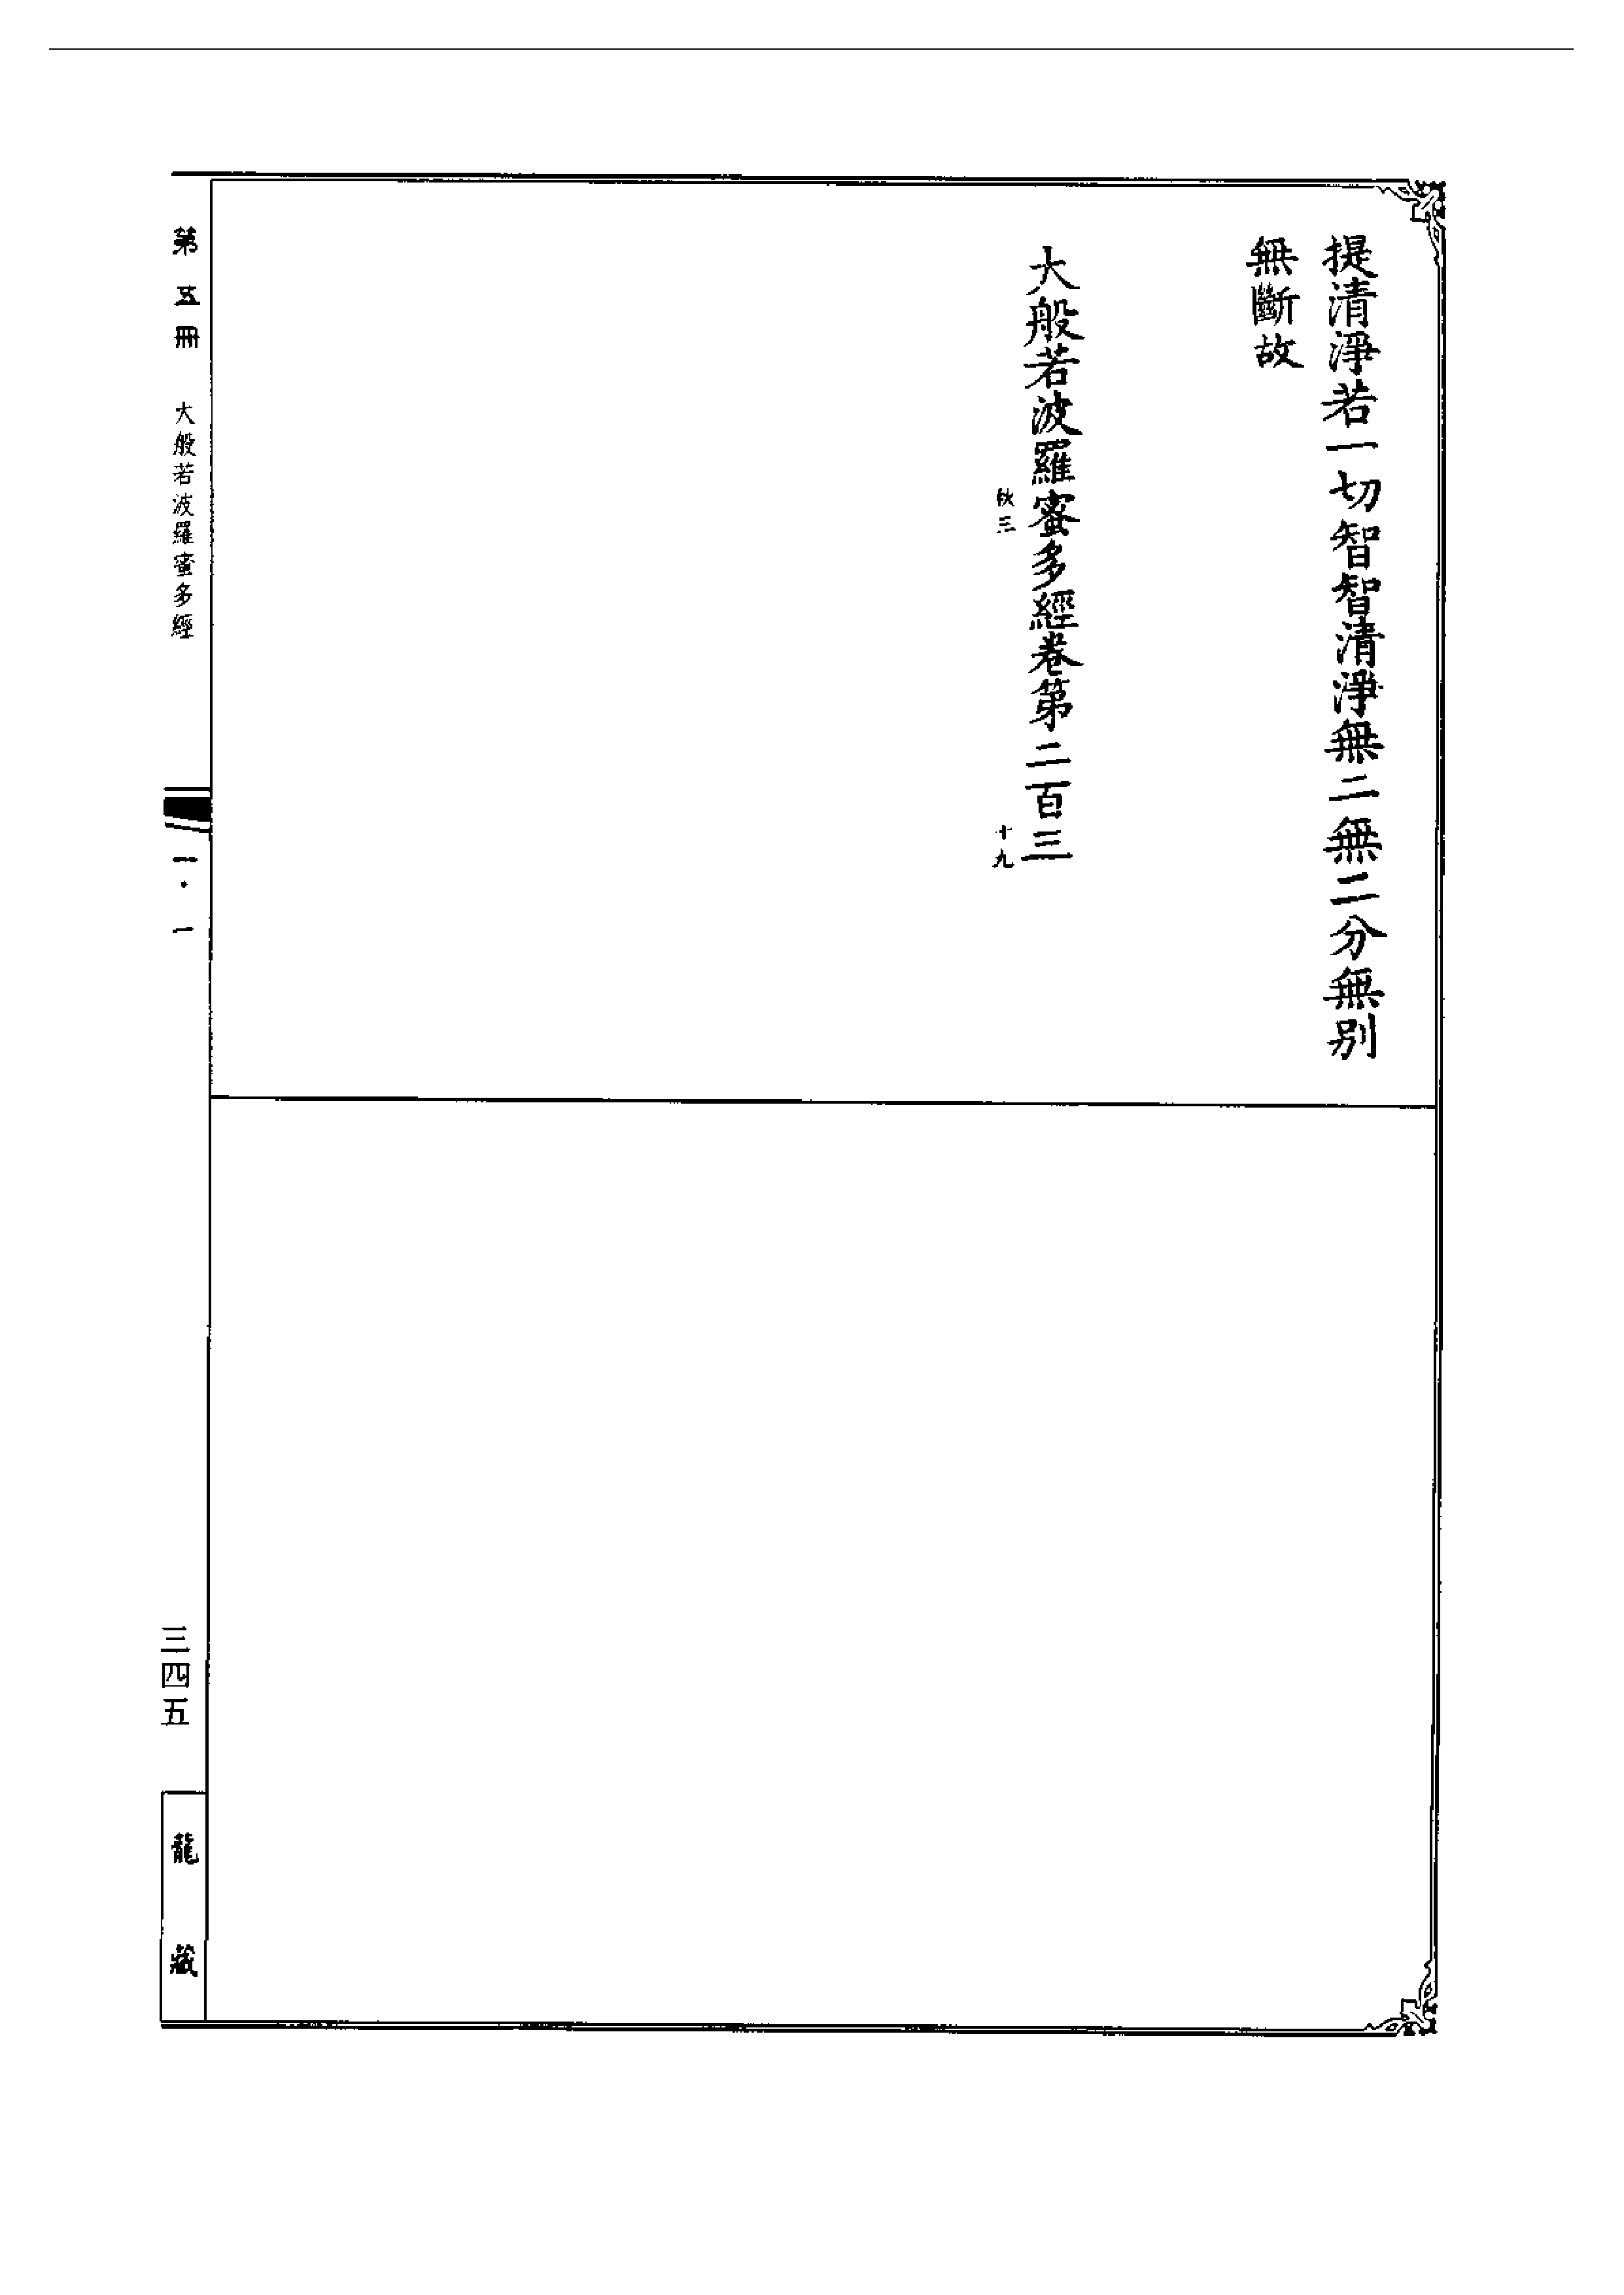 提清淨若一切智智清淨無二無二分無別
無斷故
大般若波羅蜜多經卷第二百三
秋三
十九
第五冊
大般若波羅蜜多經
一·一
三四五
龍藏